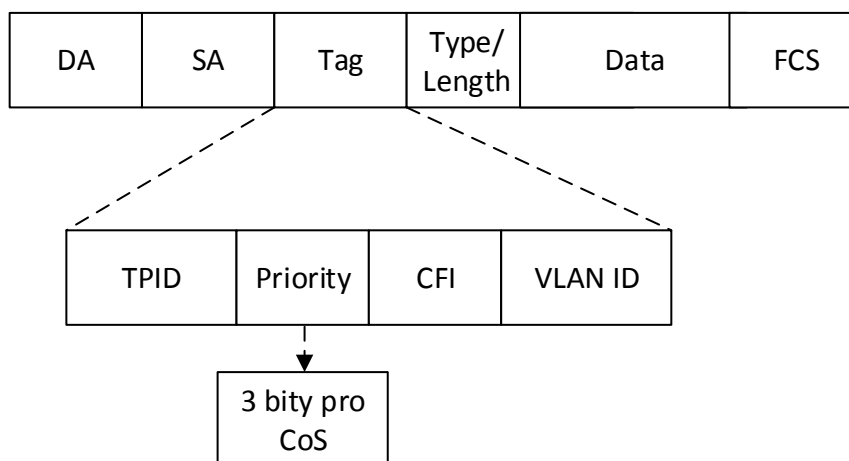 DA SA Tag Type/ Length Data FCS
TPID Priority CFI VLAN ID
3 bity pro
CoS